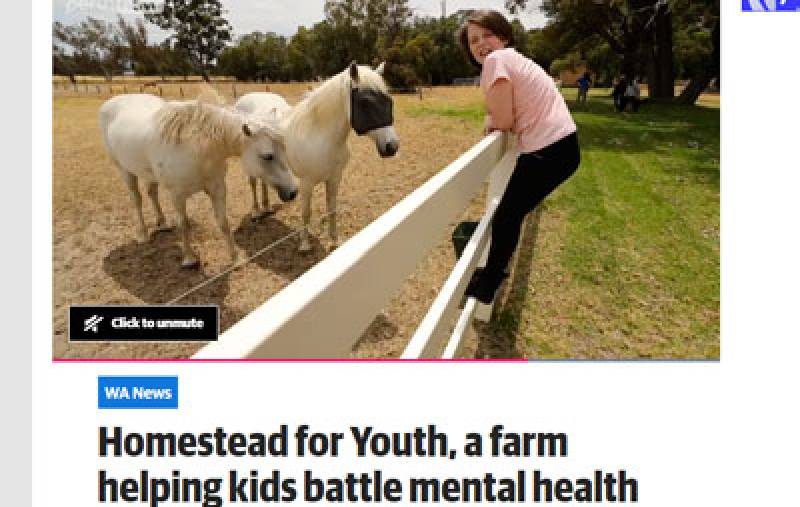 Click to unmute
WA News
Homestead for Youth, a farm
helping kids battle mental health